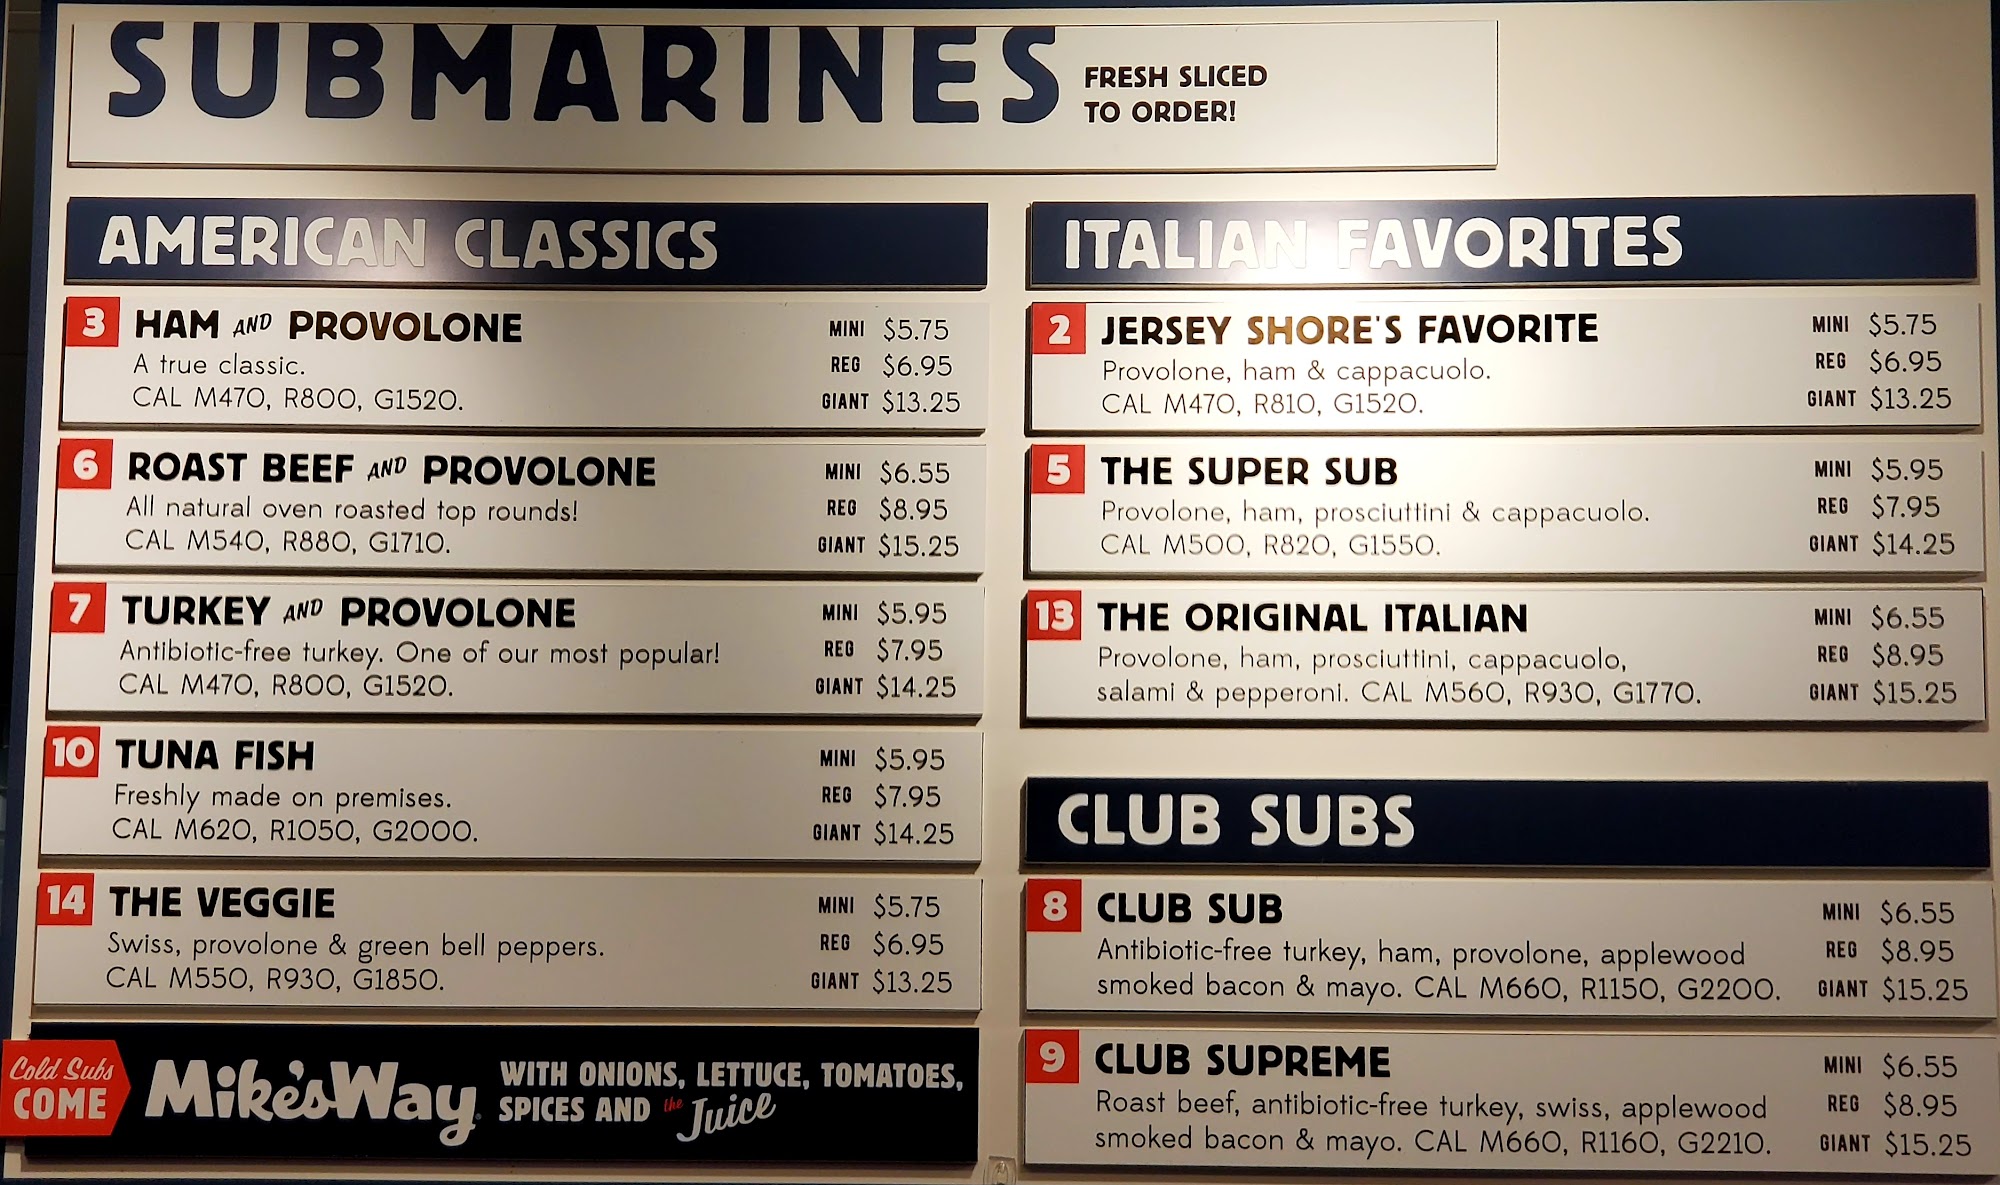 SUBMARINES
FRESH SLICED
TO ORDER!
AMERICAN CLASSICS
3 HAM AND PROVOLONE MINI $5.75
A true classic. REG $6.95
CAL M470, R800, G1520. GIANT $13.25
6 ROAST BEEF AND PROVOLONE MINI $6.55
All natural oven roasted top rounds! REG $8.95
CAL M540, R880, G1710. GIANT $15.25
7 TURKEY AND PROVOLONE MINI $5.95
Antibiotic-free turkey. One of our most popular! REG $7.95
CAL M470, R800, G1520. GIANT $14.25
10 TUNA FISH MINI $5.95
Freshly made on premises. REG $7.95
CAL M620, R1050, G2000. GIANT $14.25
14 THE VEGGIE MINI $5.75
Swiss, provolone & green bell peppers. REG $6.95
CAL M550, R930, G1850. GIANT $13.25
Cold Subs
COME
Mike's Way
WITH ONIONS, LETTUCE, TOMATOES,
SPICES AND the Juice
ITALIAN FAVORITES
2 JERSEY SHORE'S FAVORITE MINI $5.75
Provolone, ham & cappacuolo. REG $6.95
CAL M470, R810, G1520. GIANT $13.25
5 THE SUPER SUB MINI $5.95
Provolone, ham, prosciuttini & cappacuolo. REG $7.95
CAL M500, R820, G1550. GIANT $14.25
13 THE ORIGINAL ITALIAN MINI $6.55
Provolone, ham, prosciuttini, cappacuolo, REG $8.95
salami & pepperoni. CAL M560, R930, G1770. GIANT $15.25
CLUB SUBS
8 CLUB SUB MINI $6.55
Antibiotic-free turkey, ham, provolone, applewood REG $8.95
smoked bacon & mayo. CAL M660, R1150, G2200. GIANT $15.25
9 CLUB SUPREME MINI $6.55
Roast beef, antibiotic-free turkey, swiss, applewood REG $8.95
smoked bacon & mayo. CAL M660, R1160, G2210. GIANT $15.25